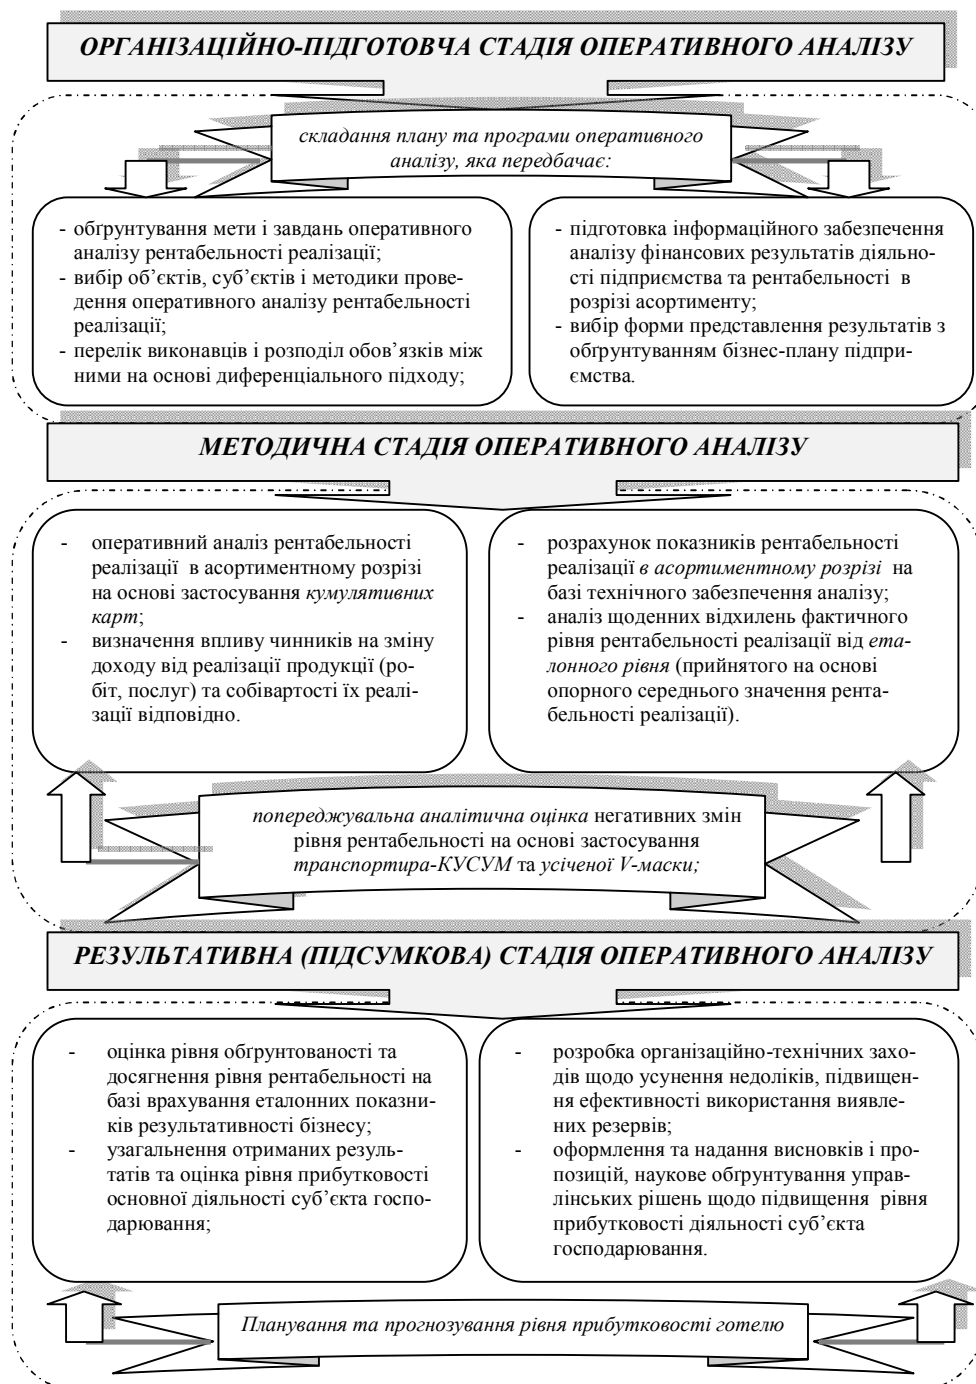 ОРГАНІЗАЦІЙНО-ПІДГОТОВЧА СТАДІЯ ОПЕРАТИВНОГО АНАЛІЗУ
складання плану та програми оперативного
аналізу, яка передбачає:
- обґрунтування мети і завдань оперативного
аналізу рентабельності реалізації;
- вибір об’єктів, суб’єктів і методики прове-
дення оперативного аналізу рентабельності
реалізації;
- перелік виконавців і розподіл обов’язків між
ними на основі диференціального підходу;
- підготовка інформаційного забезпечення
аналізу фінансових результатів діяльно-
сті підприємства та рентабельності в
розрізі асортименту;
- вибір форми представлення результатів з
обґрунтуванням бізнес-плану підпри-
ємства.
МЕТОДИЧНА СТАДІЯ ОПЕРАТИВНОГО АНАЛІЗУ
- оперативний аналіз рентабельності
реалізації в асортиментному розрізі
на основі застосування кумулятивних
карт;
- визначення впливу чинників на зміну
доходу від реалізації продукції (ро-
біт, послуг) та собівартості їх реалі-
зації відповідно.
- розрахунок показників рентабельності
реалізації в асортиментному розрізі на
базі технічного забезпечення аналізу;
- аналіз щоденних відхилень фактичного
рівня рентабельності реалізації від ета-
лонного рівня (прийнятого на основі
опорного середнього значення рента-
бельності реалізації).
попереджувальна аналітична оцінка негативних змін
рівня рентабельності на основі застосування
транспортира-КУСУМ та усіченої V-маски;
РЕЗУЛЬТАТИВНА (ПІДСУМКОВА) СТАДІЯ ОПЕРАТИВНОГО АНАЛІЗУ
- оцінка рівня обґрунтованості та
досягнення рівня рентабельності на
базі врахування еталонних показни-
ків результативності бізнесу;
- узагальнення отриманих резуль-
татів та оцінка рівня прибутковості
основної діяльності суб’єкта госпо-
дарювання;
- розробка організаційно-технічних захо-
дів щодо усунення недоліків, підвищен-
ня ефективності використання виявле-
них резервів;
- оформлення та надання висновків і про-
позицій, наукове обґрунтування управ-
лінських рішень щодо підвищення рівня
прибутковості діяльності суб’єкта
господарювання.
Планування та прогнозування рівня прибутковості готелю